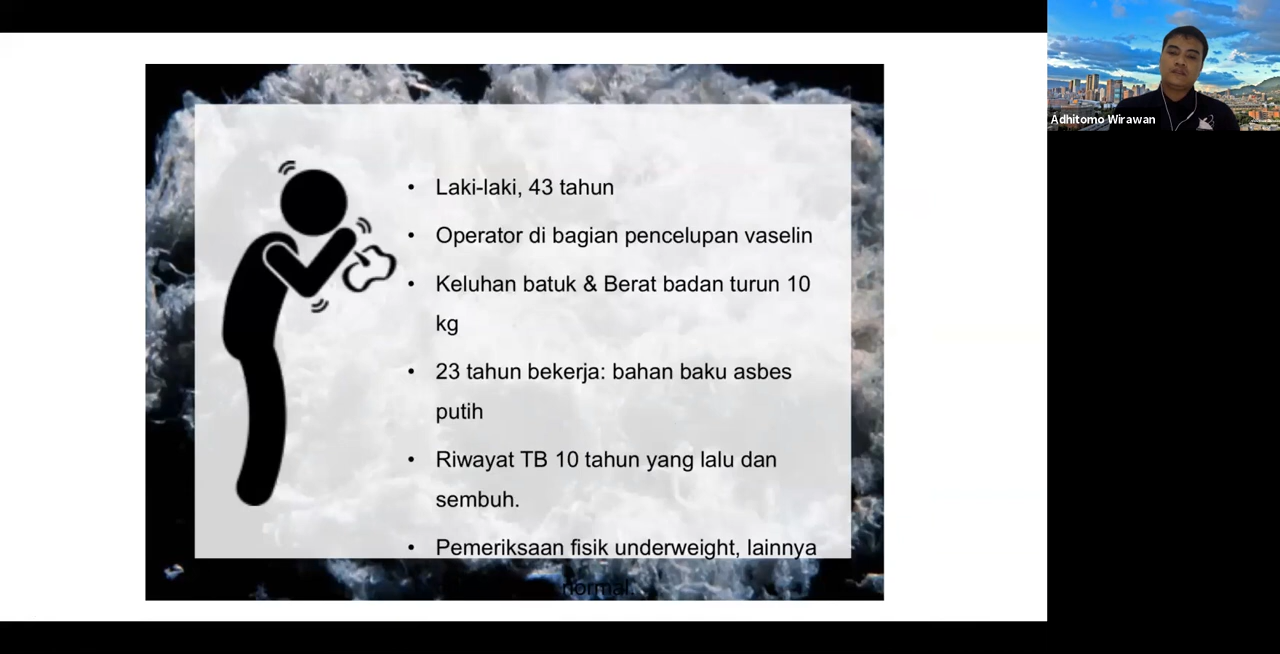 • Laki-laki, 43 tahun
• Operator di bagian pencelupan vaselin
• Keluhan batuk & Berat badan turun 10
kg
• 23 tahun bekerja: bahan baku asbes
putih
• Riwayat TB 10 tahun yang lalu dan
sembuh.
• Pemeriksaan fisik underweight, lainnya
normal.
Adhitomo Wirawan